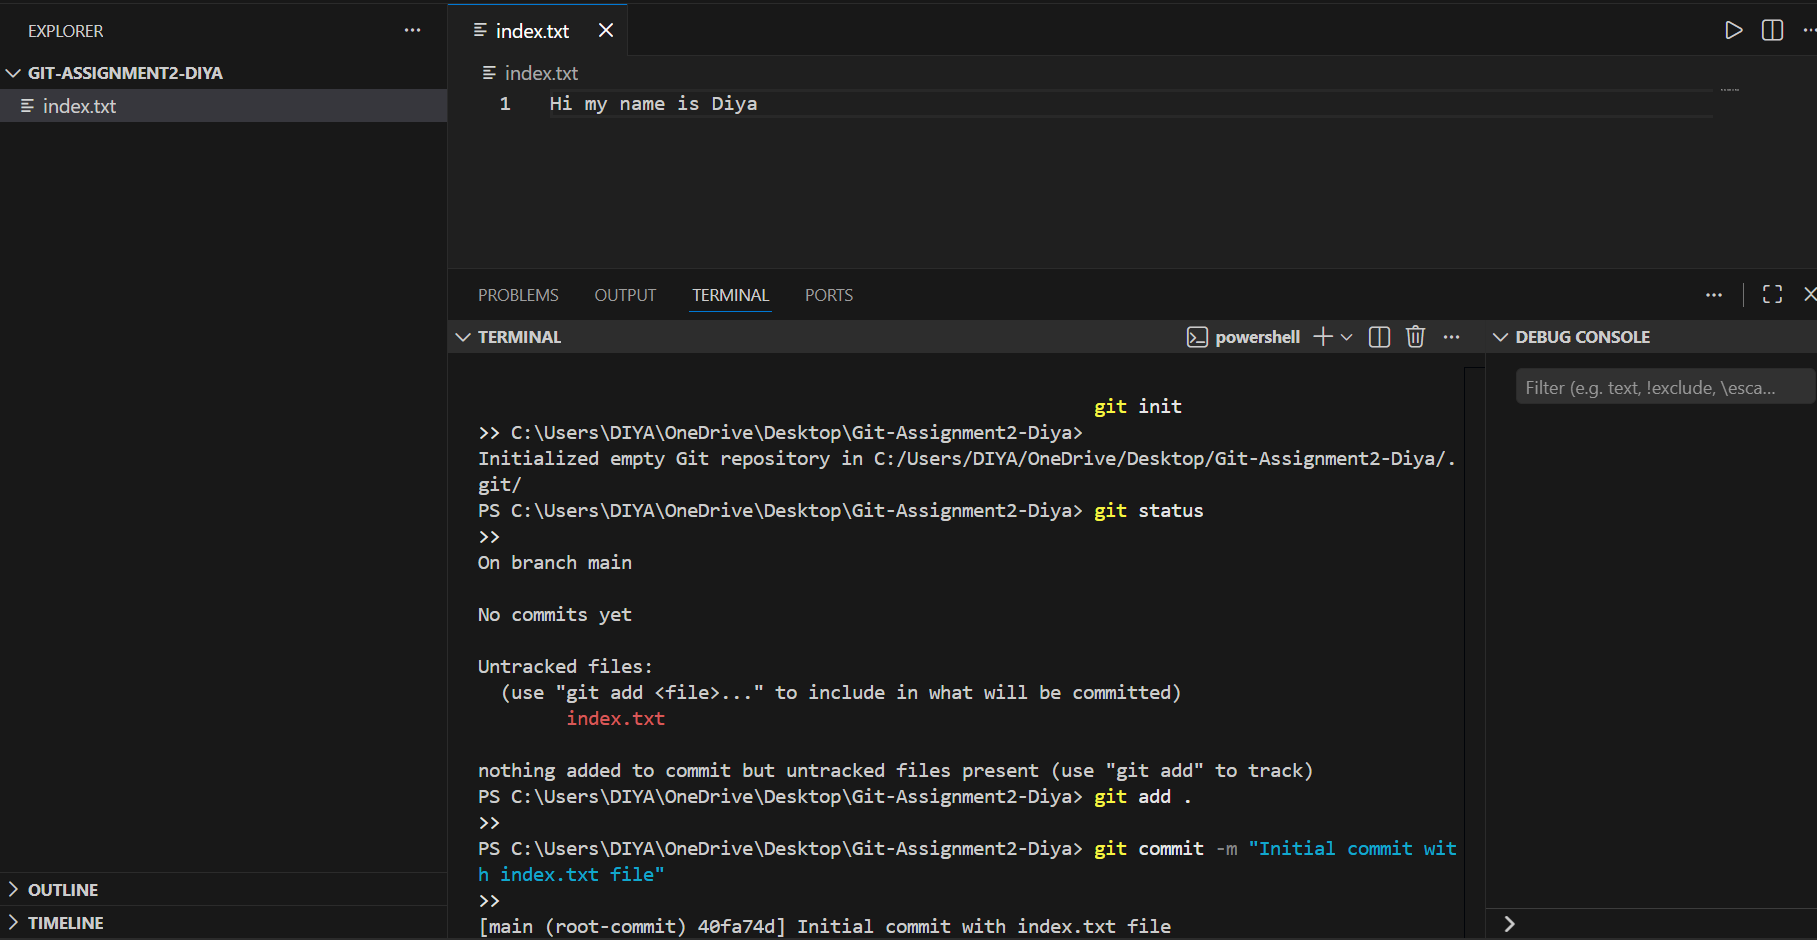 EXPLORER
GIT-ASSIGNMENT2-DIYA
index.txt
OUTLINE
TIMELINE
index.txt
index.txt
1 Hi my name is Diya
PROBLEMS OUTPUT TERMINAL PORTS
TERMINAL
powershell
git init
>> C:\Users\DIYA\OneDrive\Desktop\Git-Assignment2-Diya>
Initialized empty Git repository in C:/Users/DIYA/OneDrive/Desktop/Git-Assignment2-Diya/.
git/
PS C:\Users\DIYA\OneDrive\Desktop\Git-Assignment2-Diya> git status
>>
On branch main
No commits yet
Untracked files:
(use "git add <file>..." to include in what will be committed)
index.txt
nothing added to commit but untracked files present (use "git add" to track)
PS C:\Users\DIYA\OneDrive\Desktop\Git-Assignment2-Diya> git add .
>>
PS C:\Users\DIYA\OneDrive\Desktop\Git-Assignment2-Diya> git commit -m "Initial commit wit
h index.txt file"
>>
[main (root-commit) 40fa74d] Initial commit with index.txt file
DEBUG CONSOLE
Filter (e.g. text, !exclude, \esca...